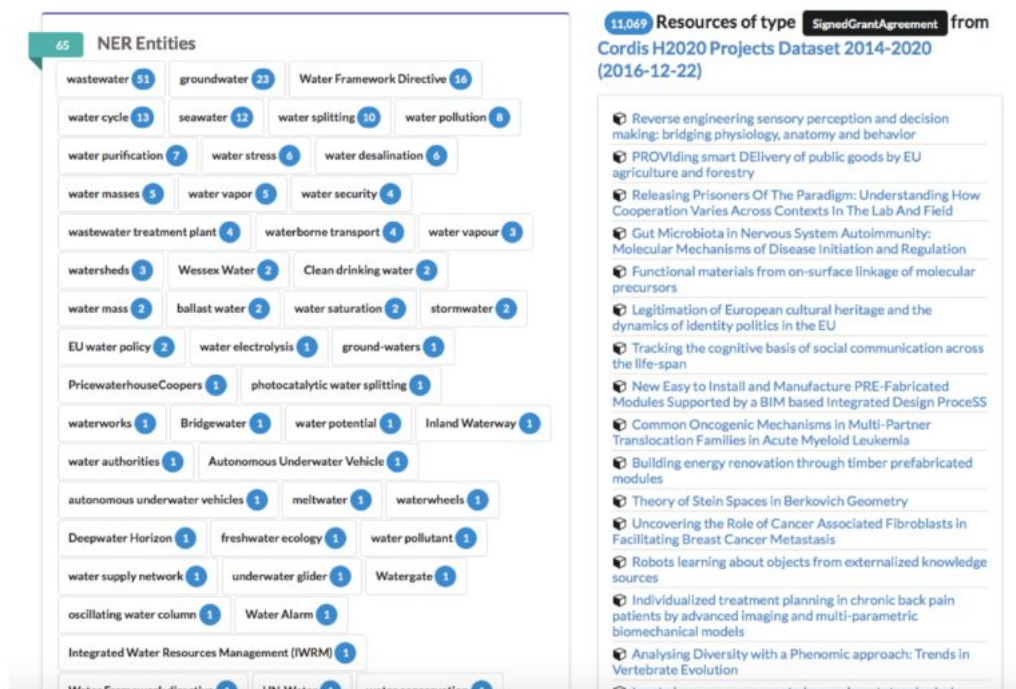 65 NER Entities
wastewater 51 groundwater 23 Water Framework Directive 16
water cycle 13 seawater 12 water splitting 10 water pollution 8
water purification 7 water stress 6 water desalination 6
water masses 5 water vapor 5 water security 4
wastewater treatment plant 4 waterborne transport 4 water vapour 3
watersheds 3 Wessex Water 2 Clean drinking water 2
water mass 2 ballast water 2 water saturation 2 stormwater 2
EU water policy 2 water electrolysis 1 ground-waters 1
PricewaterhouseCoopers 1 photocatalytic water splitting 1
waterworks 1 Bridgewater 1 water potential 1 Inland Waterway 1
water authorities 1 Autonomous Underwater Vehicle 1
autonomous underwater vehicles 1 meltwater 1 waterwheels 1
Deepwater Horizon 1 freshwater ecology 1 water pollutant 1
water supply network 1 underwater glider 1 Watergate 1
oscillating water column 1 Water Alarm 1
Integrated Water Resources Management (IWRM) 1
11,069 Resources of type SignedGrantAgreement from
Cordis H2020 Projects Dataset 2014-2020
(2016-12-22)
Reverse engineering sensory perception and decision
making: bridging physiology, anatomy and behavior
PROVIding smart DElivery of public goods by EU
agriculture and forestry
Releasing Prisoners Of The Paradigm: Understanding How
Cooperation Varies Across Contexts In The Lab And Field
Gut Microbiota in Nervous System Autoimmunity:
Molecular Mechanisms of Disease Initiation and Regulation
Functional materials from on-surface linkage of molecular
precursors
Legitimation of European cultural heritage and the
dynamics of identity politics in the EU
Tracking the cognitive basis of social communication across
the life-span
New Easy to Install and Manufacture PRE-Fabricated
Modules Supported by a BIM based Integrated Design ProceSS
Common Oncogenic Mechanisms in Multi-Partner
Translocation Families in Acute Myeloid Leukemia
Building energy renovation through timber prefabricated
modules
Theory of Stein Spaces in Berkovich Geometry
Uncovering the Role of Cancer Associated Fibroblasts in
Facilitating Breast Cancer Metastasis
Robots learning about objects from externalized knowledge
sources
Individualized treatment planning in chronic back pain
patients by advanced imaging and multi-parametric
biomechanical models
Analysing Diversity with a Phenomic approach: Trends in
Vertebrate Evolution